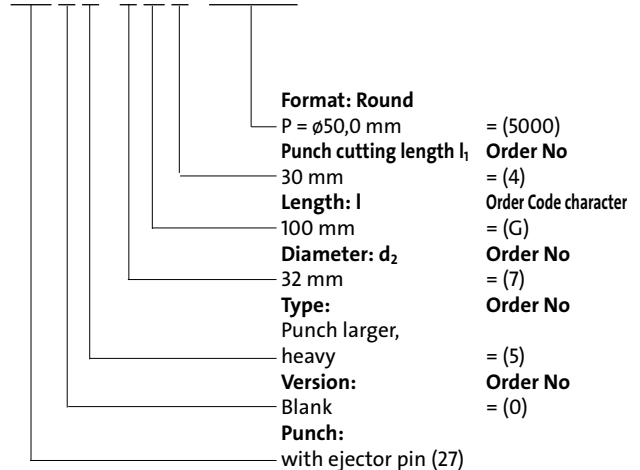 Format: Round
P = ø50,0 mm = (5000)
Punch cutting length l₁ Order No
30 mm = (4)
Length: l Order Code character
100 mm = (G)
Diameter: d₂ Order No
32 mm = (7)
Type: Order No
Punch larger,
heavy = (5)
Version: Order No
Blank = (0)
Punch:
with ejector pin (27)